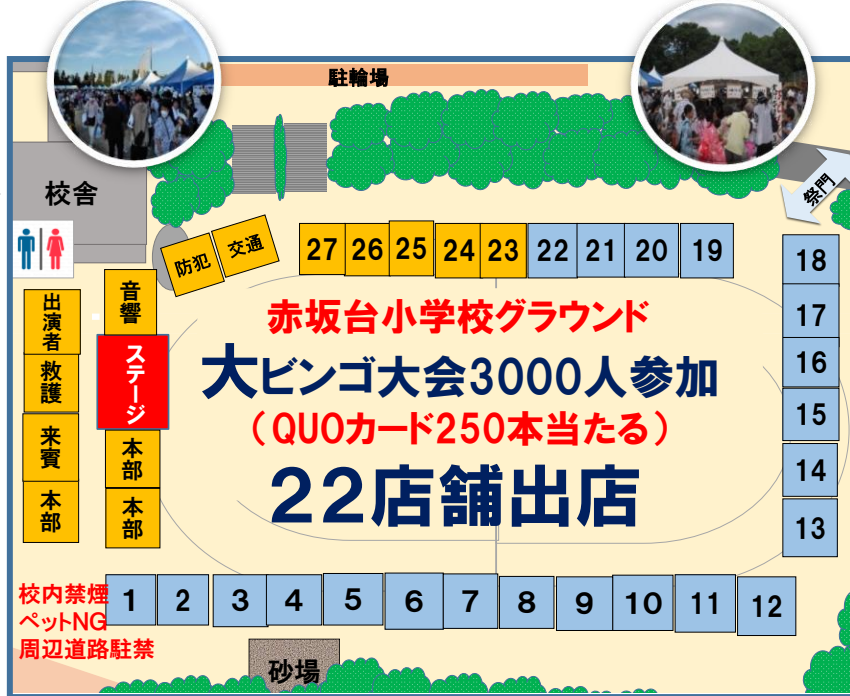 駐輪場
校舎
祭門
防犯
交通
27 26 25 24 23 22 21 20 19
18
17
16
15
14
13
出演者
救護
来賓
本部
音響
ステージ
本部
本部
赤坂台小学校グラウンド
大ビンゴ大会3000人参加
（QUOカード250本当たる）
22店舗出店
校内禁煙
ペットNG
周辺道路駐禁
1 2 3 4 5 6 7 8 9 10 11 12
砂場